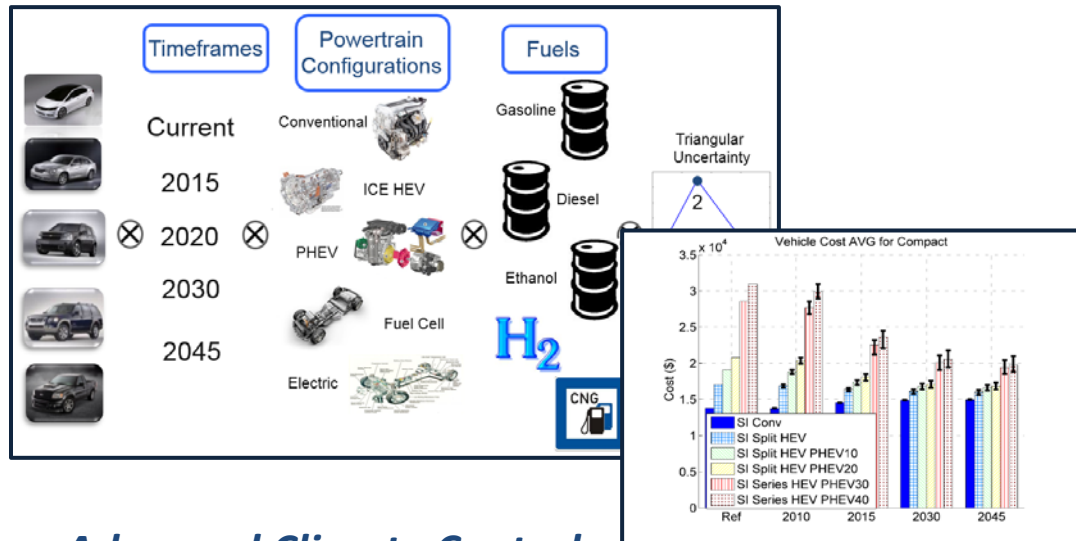 Timeframes
Powertrain
Configurations
Fuels
Current
2015
2020
2030
2045
Conventional
ICE HEV
PHEV
Fuel Cell
Electric
Gasoline
Diesel
Ethanol
H2
CNG
Triangular
Uncertainty
2
Vehicle Cost AVG for Compact
x 10^4
3.5
3
2.5
2
1.5
1
0.5
0
Cost ($)
SI Conv
SI Split HEV
SI Split HEV PHEV10
SI Split HEV PHEV20
SI Series HEV PHEV30
SI Series HEV PHEV40
Ref 2010 2015 2030 2045